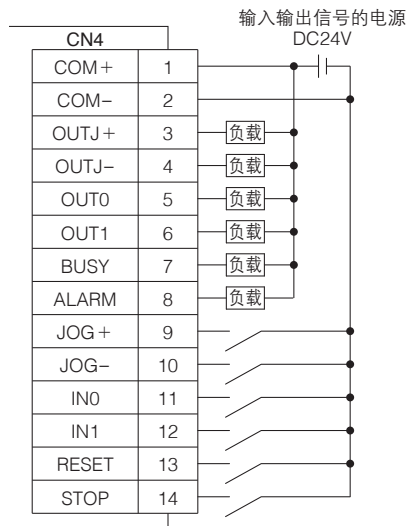 输入输出信号的电源
DC24V
CN4
COM+ 1
COM- 2
OUTJ+ 3 负载
OUTJ- 4 负载
OUT0 5 负载
OUT1 6 负载
BUSY 7 负载
ALARM 8 负载
JOG+ 9
JOG- 10
IN0 11
IN1 12
RESET 13
STOP 14